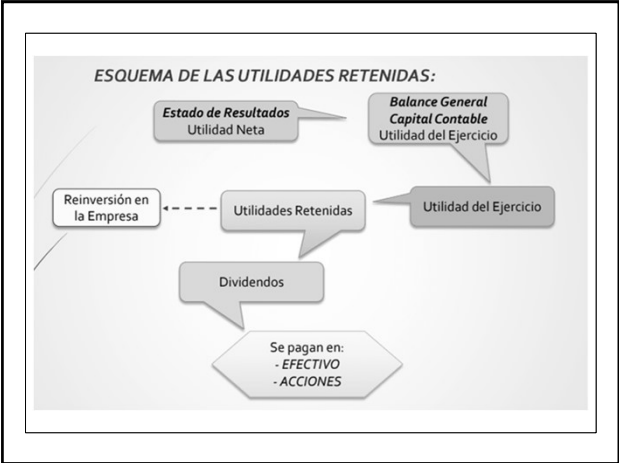 ESQUEMA DE LAS UTILIDADES RETENIDAS:
Estado de Resultados
Utilidad Neta
Balance General
Capital Contable
Utilidad del Ejercicio
Reinversión en
la Empresa
Utilidades Retenidas
Utilidad del Ejercicio
Dividendos
Se pagan en:
- EFECTIVO
- ACCIONES